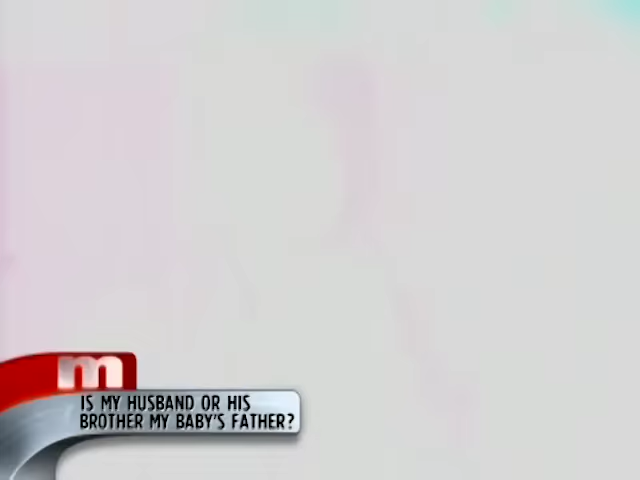 m
IS MY HUSBAND OR HIS
BROTHER MY BABY'S FATHER?